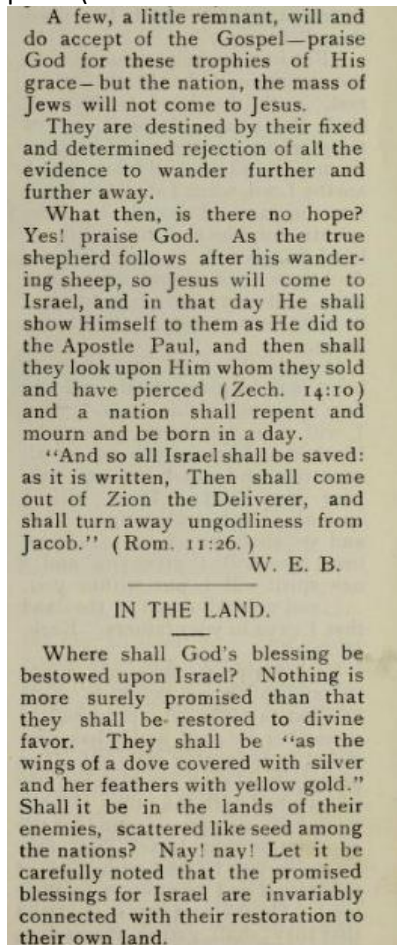 A few, a little remnant, will and
do accept of the Gospel—praise
God for these trophies of His
grace—but the nation, the mass of
Jews will not come to Jesus.
They are destined by their fixed
and determined rejection of all the
evidence to wander further and
further away.
What then, is there no hope?
Yes! praise God. As the true
shepherd follows after his wander-
ing sheep, so Jesus will come to
Israel, and in that day He shall
show Himself to them as He did to
the Apostle Paul, and then shall
they look upon Him whom they sold
and have pierced (Zech. 14:10)
and a nation shall repent and
mourn and be born in a day.
"And so all Israel shall be saved:
as it is written, Then shall come
out of Zion the Deliverer, and
shall turn away ungodliness from
Jacob." (Rom. 11:26.)
W. E. B.
IN THE LAND.
Where shall God's blessing be
bestowed upon Israel? Nothing is
more surely promised than that
they shall be restored to divine
favor. They shall be "as the
wings of a dove covered with silver
and her feathers with yellow gold."
Shall it be in the lands of their
enemies, scattered like seed among
the nations? Nay! nay! Let it be
carefully noted that the promised
blessings for Israel are invariably
connected with their restoration to
their own land.